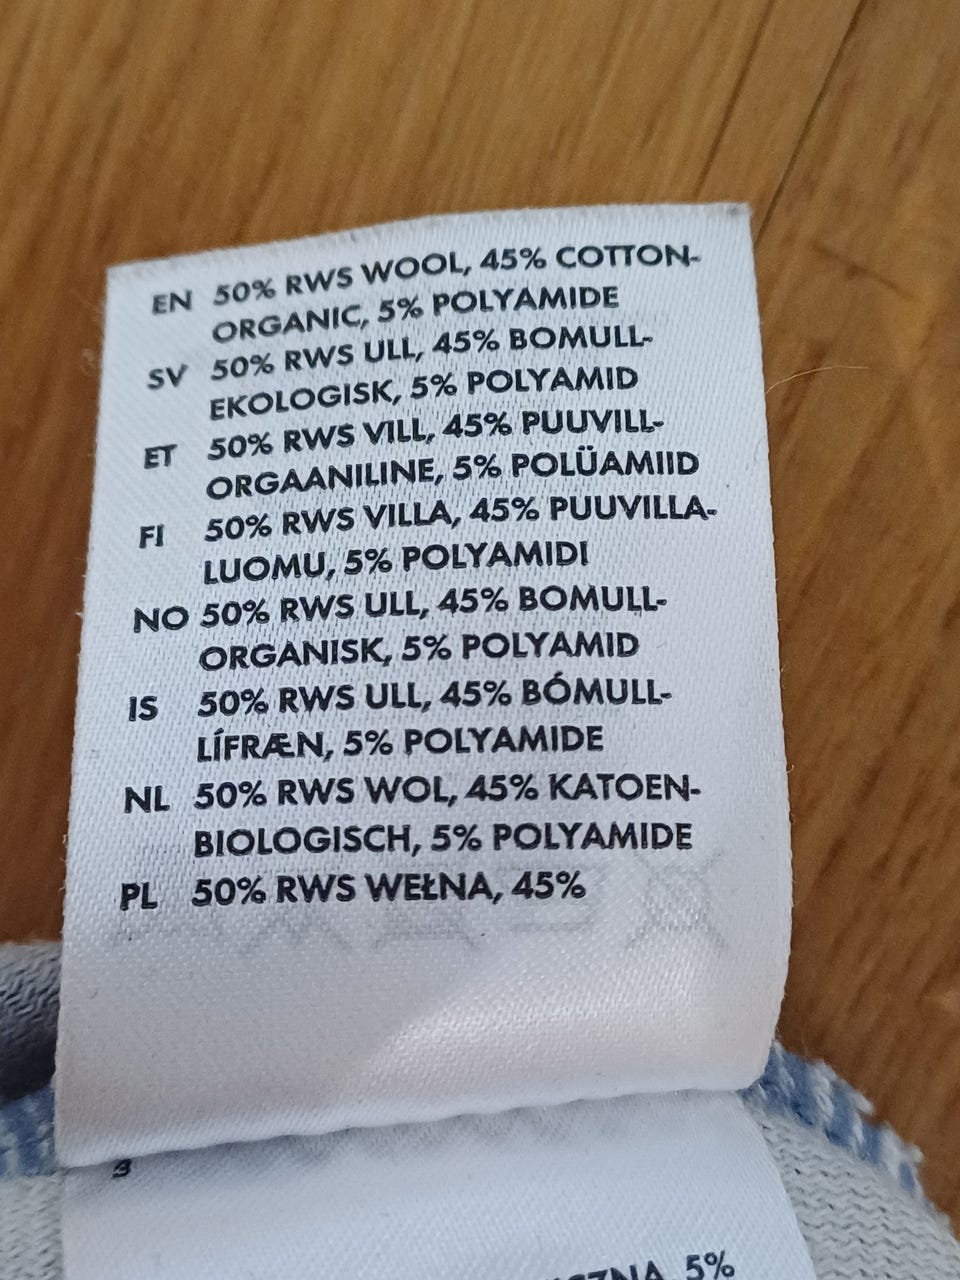 EN 50% RWS WOOL, 45% COTTON-
ORGANIC, 5% POLYAMIDE
SV 50% RWS ULL, 45% BOMULL-
EKOLOGISK, 5% POLYAMID
ET 50% RWS VILL, 45% PUUVILL-
ORGAANILINE, 5% POLÜAMIID
FI 50% RWS VILLA, 45% PUUVILLA-
LUOMU, 5% POLYAMIDI
NO 50% RWS ULL, 45% BOMULL-
ORGANISK, 5% POLYAMID
IS 50% RWS ULL, 45% BÓMULL-
LÍFRÆN, 5% POLYAMIDE
NL 50% RWS WOL, 45% KATOEN-
BIOLOGISCH, 5% POLYAMIDE
PL 50% RWS WEŁNA, 45%
3
5%